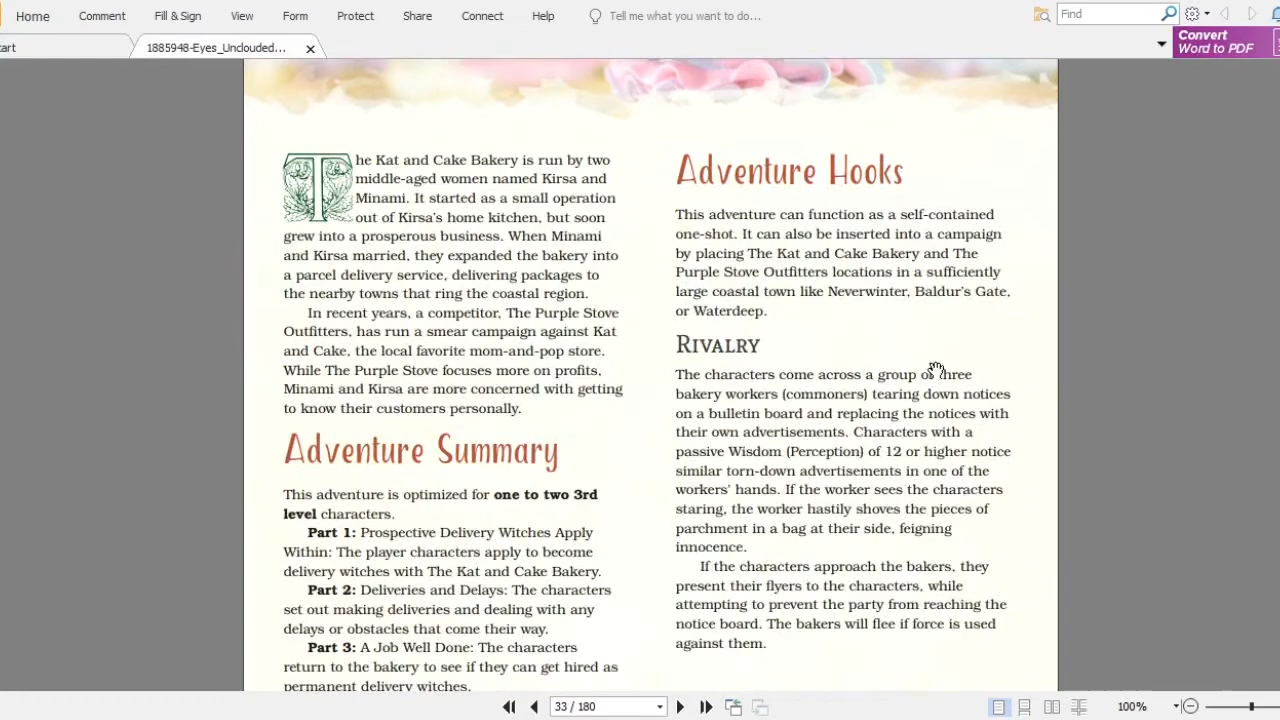 Home Comment Fill & Sign View Form Protect Share Connect Help Tell me what you want to do... Find
art 1885948-Eyes_Unclouded...
Convert
Word to PDF
The Kat and Cake Bakery is run by two
middle-aged women named Kirsa and
Minami. It started as a small operation
out of Kirsa's home kitchen, but soon
grew into a prosperous business. When Minami
and Kirsa married, they expanded the bakery into
a parcel delivery service, delivering packages to
the nearby towns that ring the coastal region.
In recent years, a competitor, The Purple Stove
Outfitters, has run a smear campaign against Kat
and Cake, the local favorite mom-and-pop store.
While The Purple Stove focuses more on profits,
Minami and Kirsa are more concerned with getting
to know their customers personally.
Adventure Summary
This adventure is optimized for one to two 3rd
level characters.
Part 1: Prospective Delivery Witches Apply
Within: The player characters apply to become
delivery witches with The Kat and Cake Bakery.
Part 2: Deliveries and Delays: The characters
set out making deliveries and dealing with any
delays or obstacles that come their way.
Part 3: A Job Well Done: The characters
return to the bakery to see if they can get hired as
permanent delivery witches.
Adventure Hooks
This adventure can function as a self-contained
one-shot. It can also be inserted into a campaign
by placing The Kat and Cake Bakery and The
Purple Stove Outfitters locations in a sufficiently
large coastal town like Neverwinter, Baldur's Gate,
or Waterdeep.
Rivalry
The characters come across a group of three
bakery workers (commoners) tearing down notices
on a bulletin board and replacing the notices with
their own advertisements. Characters with a
passive Wisdom (Perception) of 12 or higher notice
similar torn-down advertisements in one of the
workers' hands. If the worker sees the characters
staring, the worker hastily shoves the pieces of
parchment in a bag at their side, feigning
innocence.
If the characters approach the bakers, they
present their flyers to the characters, while
attempting to prevent the party from reaching the
notice board. The bakers will flee if force is used
against them.
33 / 180 100%